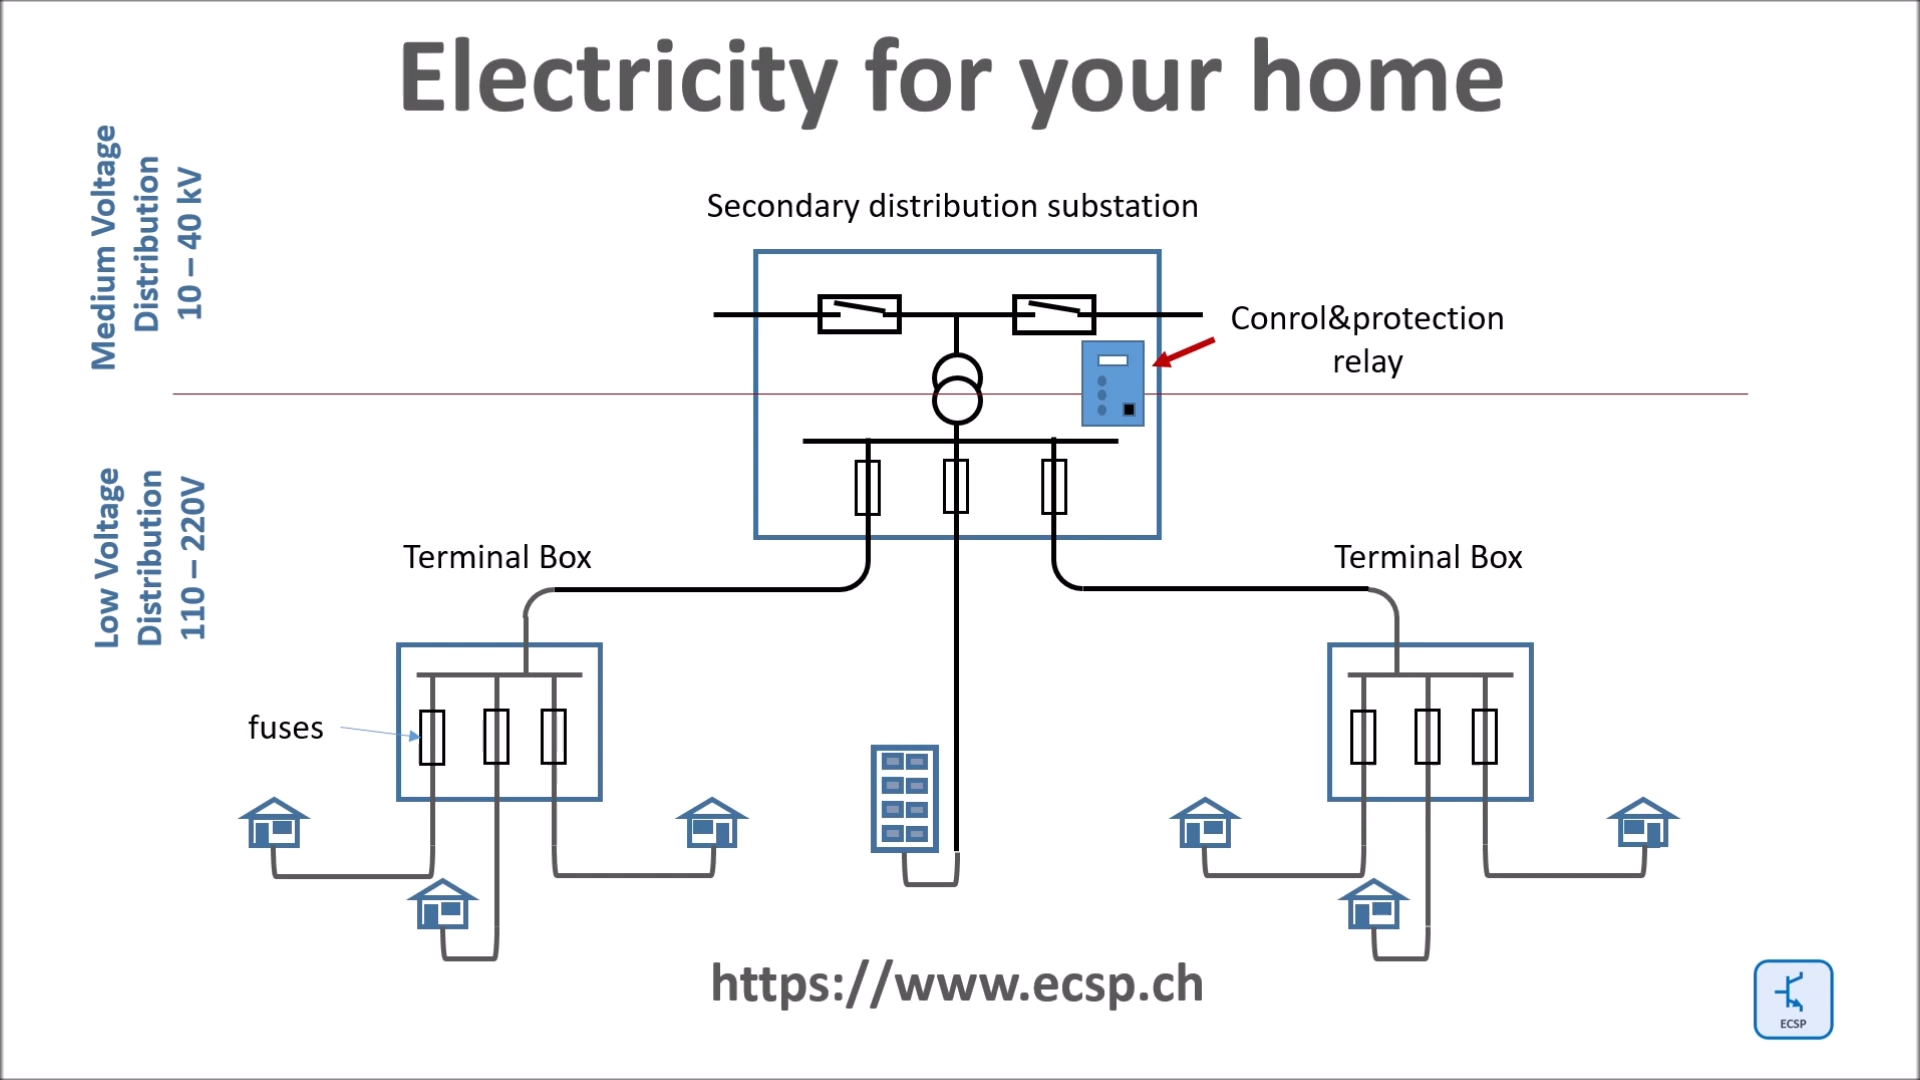 Electricity for your home
Medium Voltage
Distribution
10 – 40 kV
Secondary distribution substation
Conrol&protection
relay
Low Voltage
Distribution
110 – 220V
Terminal Box
Terminal Box
fuses
https://www.ecsp.ch
ECSP